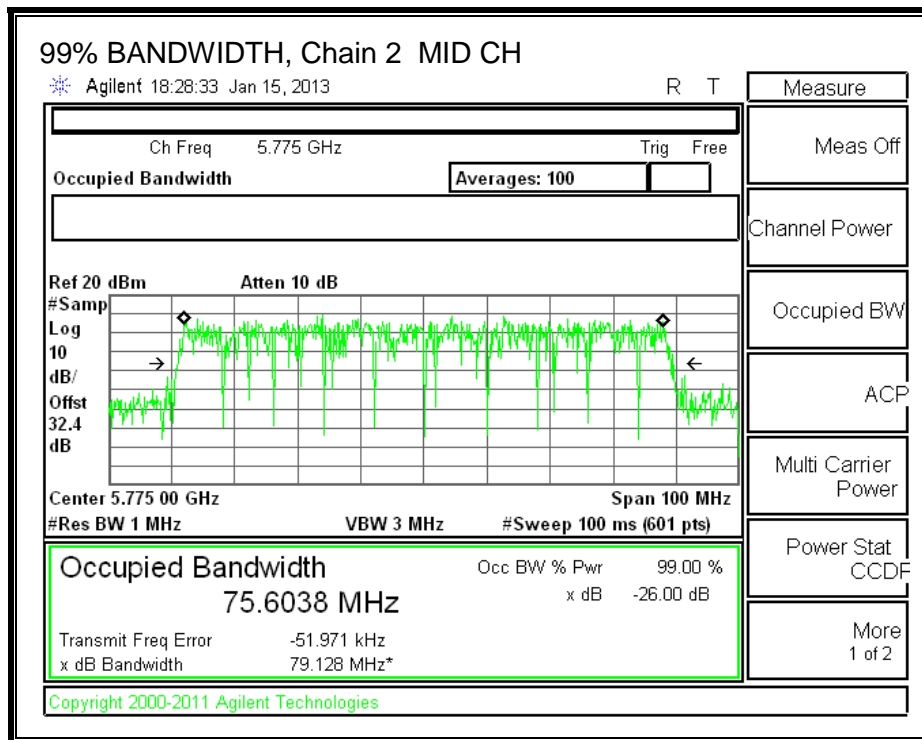 99% BANDWIDTH, Chain 2 MID CH
Agilent 18:28:33 Jan 15, 2013 R T
Measure
Ch Freq 5.775 GHz Trig Free
Meas Off
Occupied Bandwidth Averages: 100
Channel Power
Ref 20 dBm Atten 10 dB
#Samp
Log
10
dB/
Offst
32.4
dB
Occupied BW
ACP
Center 5.775 00 GHz Span 100 MHz
#Res BW 1 MHz VBW 3 MHz #Sweep 100 ms (601 pts)
Multi Carrier
Power
Occupied Bandwidth Occ BW % Pwr 99.00 %
75.6038 MHz x dB -26.00 dB
Power Stat
CCDF
Transmit Freq Error -51.971 kHz
x dB Bandwidth 79.128 MHz*
More
1 of 2
Copyright 2000-2011 Agilent Technologies